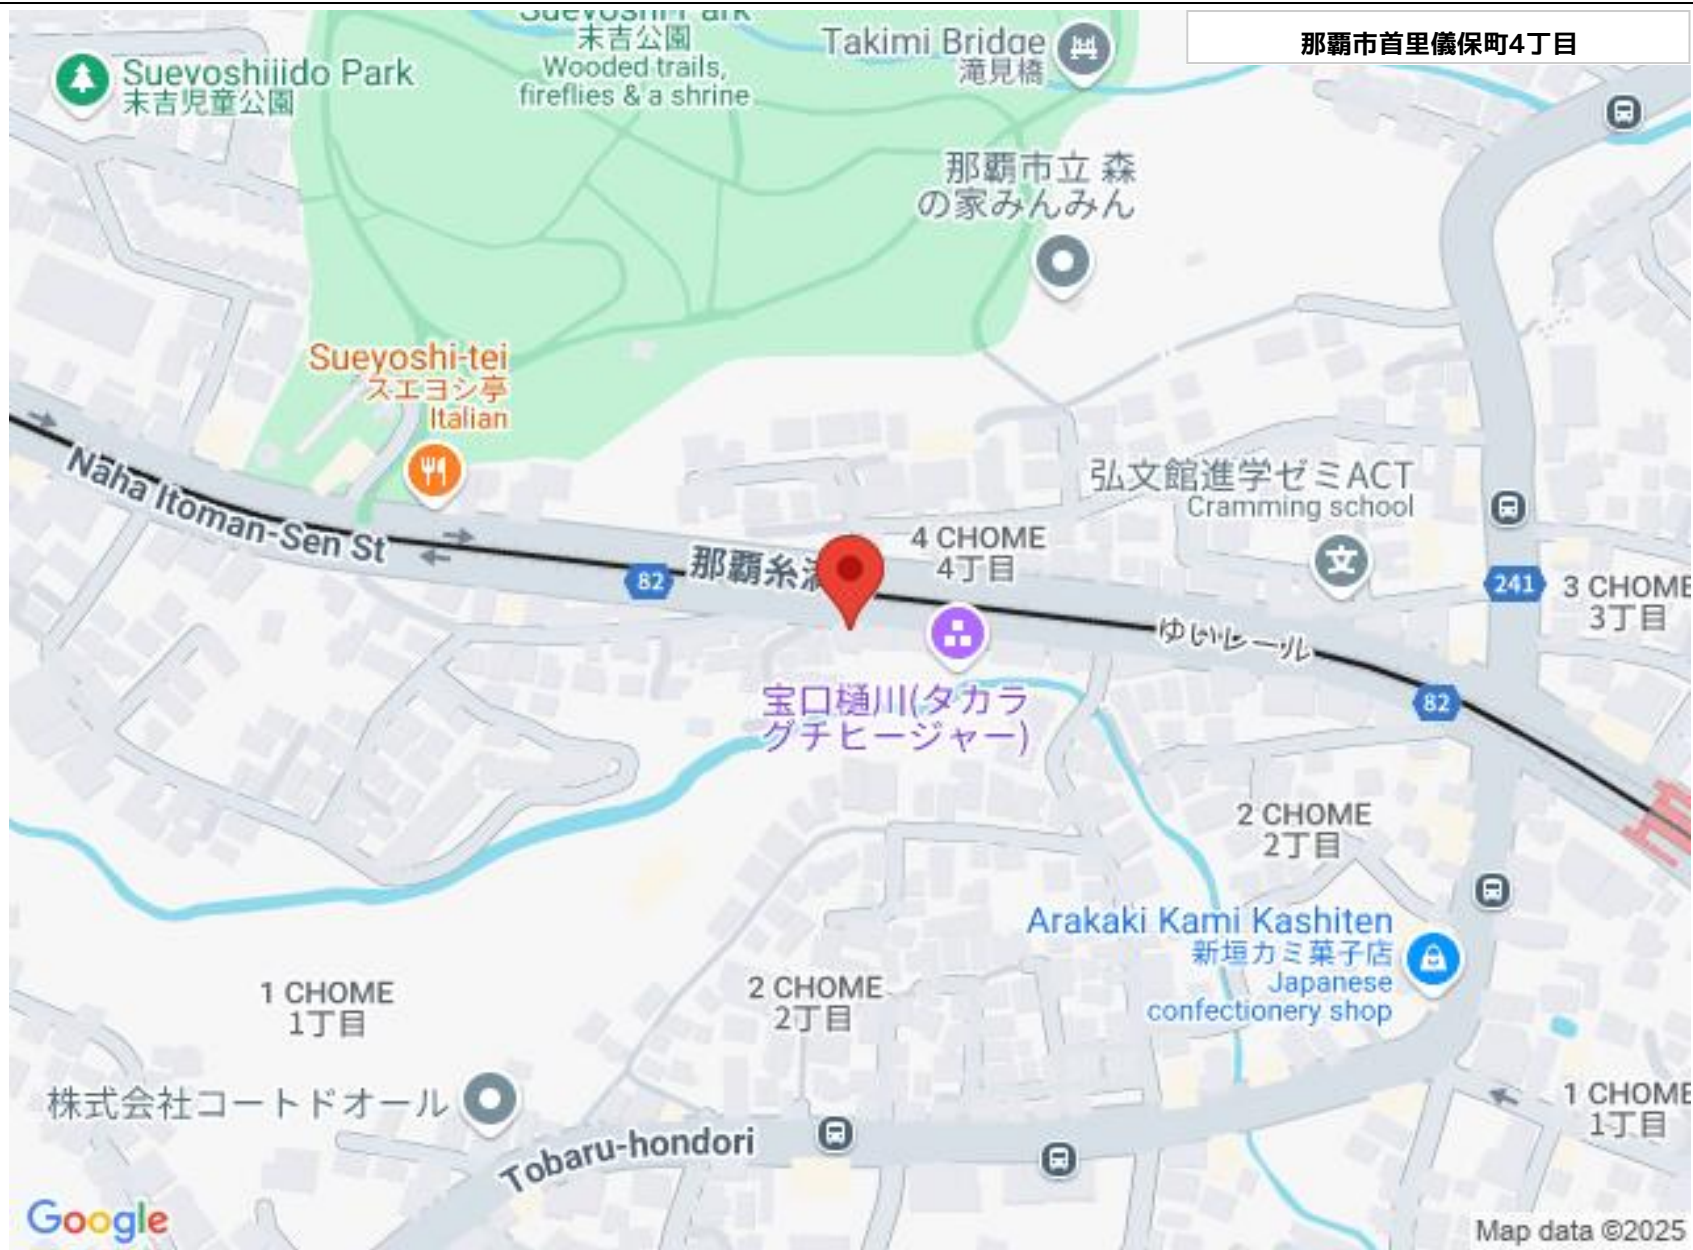 Sueyoshi Park
末吉公園
Wooded trails,
fireflies & a shrine
Takimi Bridge
滝見橋
那覇市首里儀保町4丁目
Sueyoshijido Park
末吉児童公園
那覇市立 森
の家みんみん
Sueyoshi-tei
スエヨシ亭
Italian
Naha Itoman-Sen St
弘文館進学ゼミACT
Cramming school
4 CHOME
4丁目
那覇糸
82
241
3 CHOME
3丁目
ゆいレール
宝口樋川(タカラ
グチヒージャー)
82
2 CHOME
2丁目
Arakaki Kami Kashiten
新垣カミ菓子店
Japanese
confectionery shop
1 CHOME
1丁目
2 CHOME
2丁目
株式会社コートドオール
1 CHOME
1丁目
Tobaru-hondori
Google
Map data ©2025